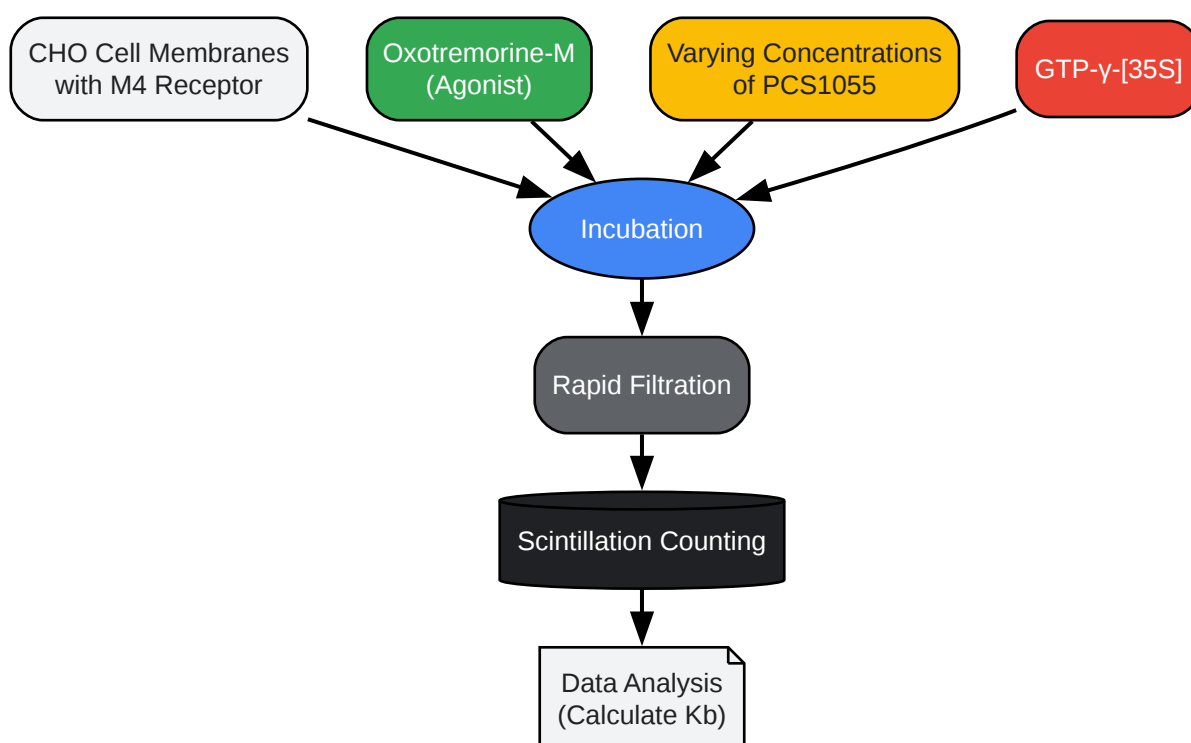 CHO Cell Membranes
with M4 Receptor
Oxotremorine-M
(Agonist)
Varying Concentrations
of PCS1055
GTP-γ-[35S]
Incubation
Rapid Filtration
Scintillation Counting
Data Analysis
(Calculate Kb)